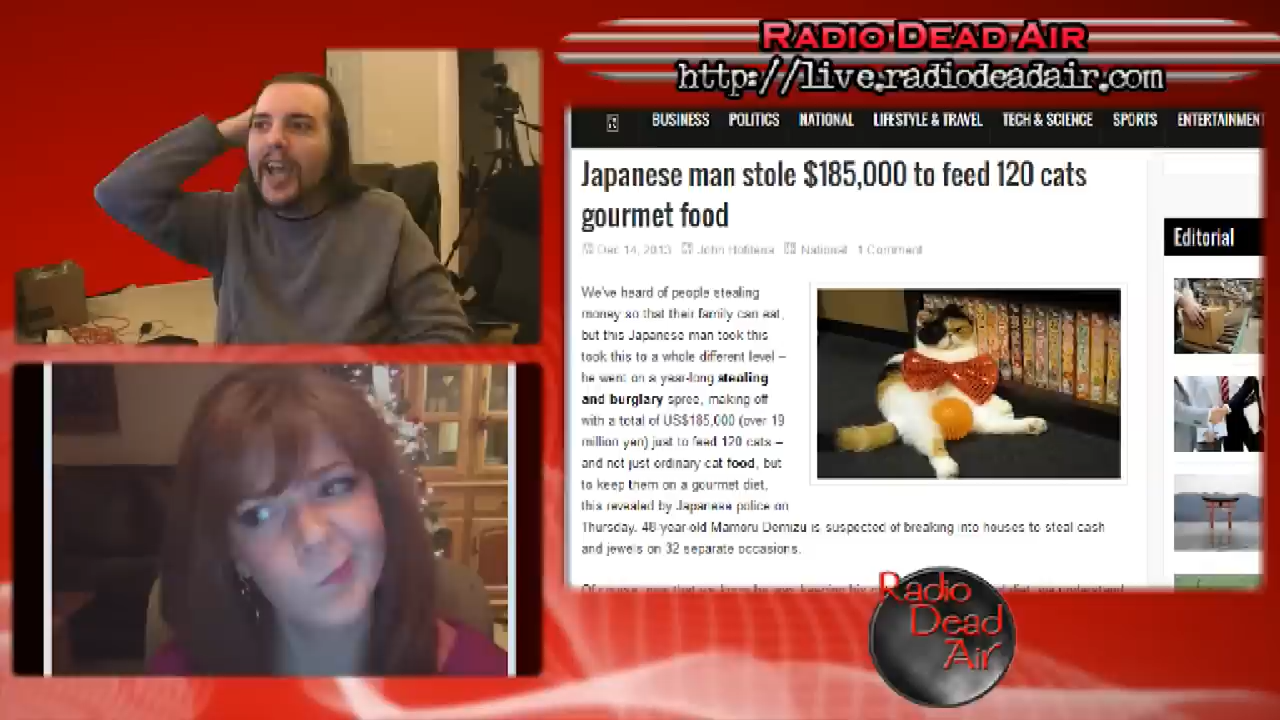 RADIO DEAD AIR
http://live.radiodeadair.com
BUSINESS POLITICS NATIONAL LIFESTYLE & TRAVEL TECH & SCIENCE SPORTS ENTERTAINMENT
Japanese man stole $185,000 to feed 120 cats
gourmet food
Dec 14, 2013 National 1 Comment
Editorial
We've heard of people stealing
money so that their family can eat,
but this Japanese man took this
took this to a whole different level –
he went on a year-long stealing
and burglary spree, making off
with a total of US$185,000 (over 19
million yen) just to feed 120 cats –
and not just ordinary cat food, but
to keep them on a gourmet diet,
this revealed by Japanese police on
Thursday. 48 year old Mamoru Demizu is suspected of breaking into houses to steal cash
and jewels on 32 separate occasions.
Radio
Dead
Air